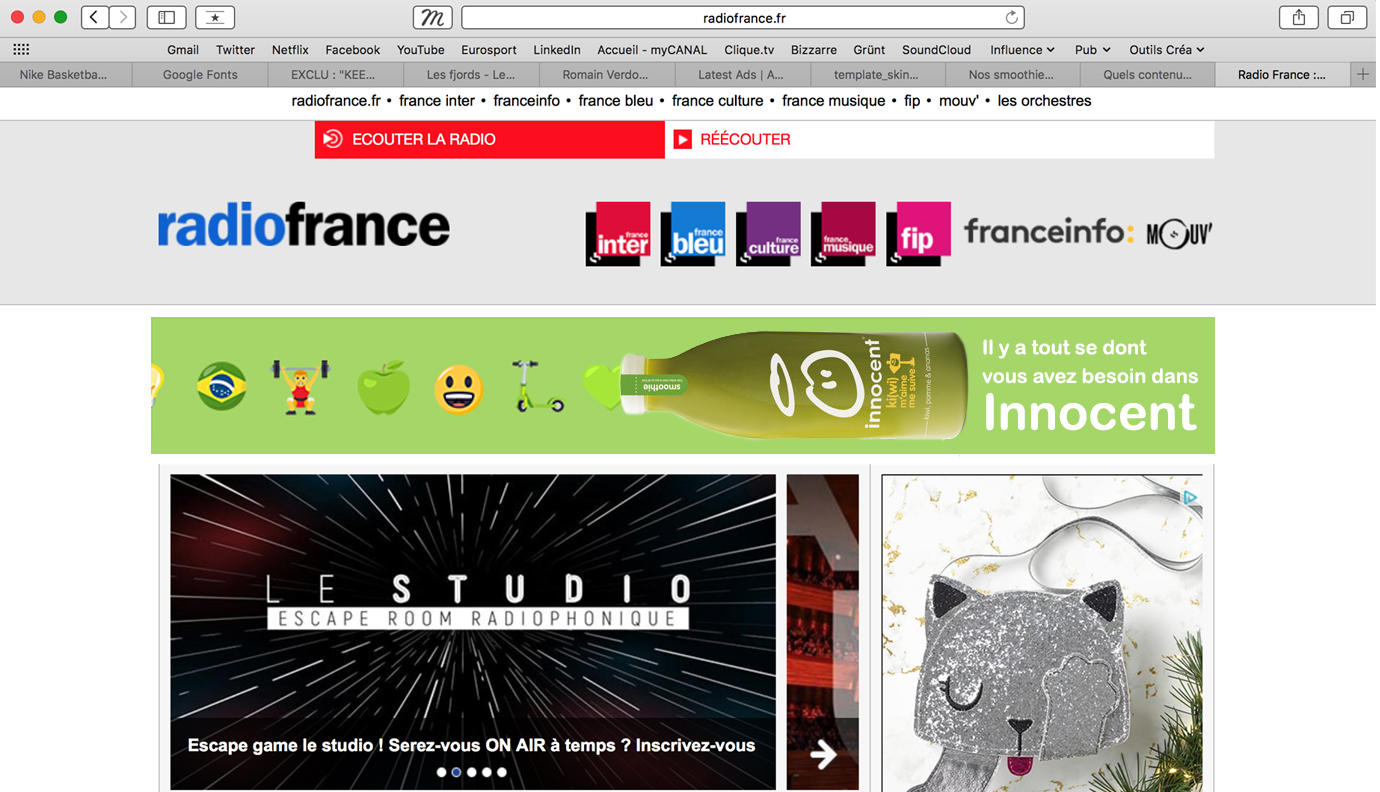 radiofrance.fr
Gmail Twitter Netflix Facebook YouTube Eurosport LinkedIn Accueil - myCANAL Clique.tv Bizzarre Grünt SoundCloud Influence Pub Outils Créa
Nike Basketba... Google Fonts EXCLU : "KEE... Les fjords - Le... Romain Verdo... Latest Ads | A... template_skin... Nos smoothie... Quels contenu... Radio France :...
radiofrance.fr • france inter • franceinfo • france bleu • france culture • france musique • fip • mouv' • les orchestres
ECOUTER LA RADIO
RÉÉCOUTER
radiofrance
france inter
france bleu
france culture
france musique
fip
franceinfo:
MOUV'
smoothie
innocent
ki(wi)
m'aime
me suive
kiwi, pomme & ananas
Il y a tout se dont
vous avez besoin dans
Innocent
LE STUDIO
ESCAPE ROOM RADIOPHONIQUE
Escape game le studio ! Serez-vous ON AIR à temps ? Inscrivez-vous